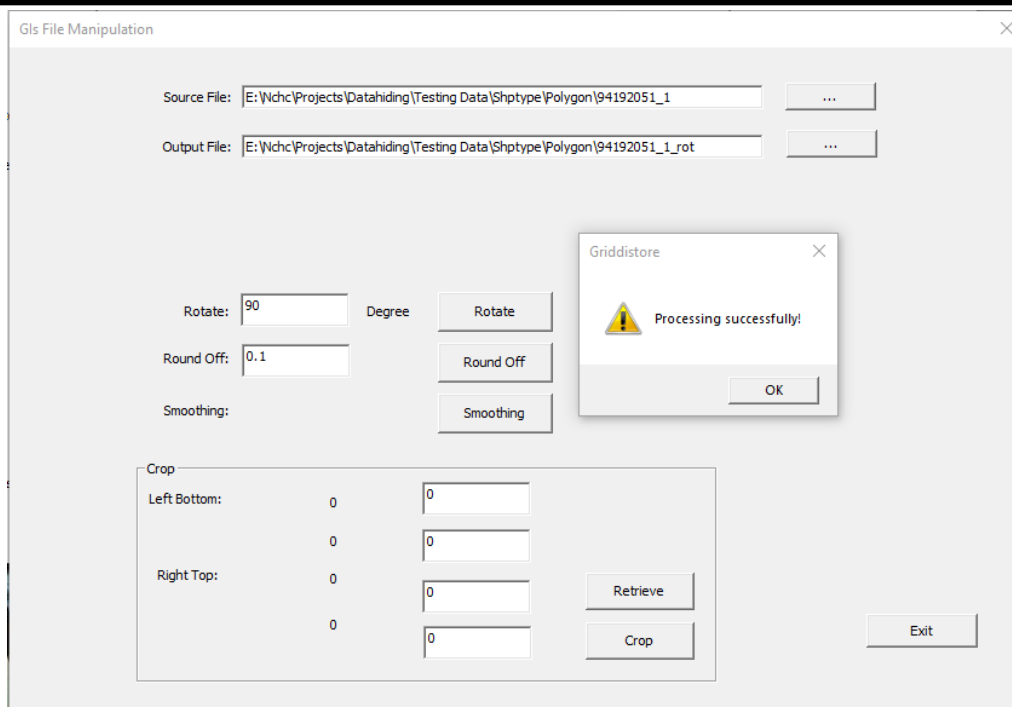 GIs File Manipulation
Source File: E:\Nchc\Projects\Datahiding\Testing Data\Shptype\Polygon\94192051_1 ...
Output File: E:\Nchc\Projects\Datahiding\Testing Data\Shptype\Polygon\94192051_1_rot ...
Griddistore
Processing successfully!
OK
Rotate: 90 Degree Rotate
Round Off: 0.1 Round Off
Smoothing: Smoothing
Crop
Left Bottom: 0 0
0 0
Right Top: 0 0 Retrieve
0 0 Crop
Exit